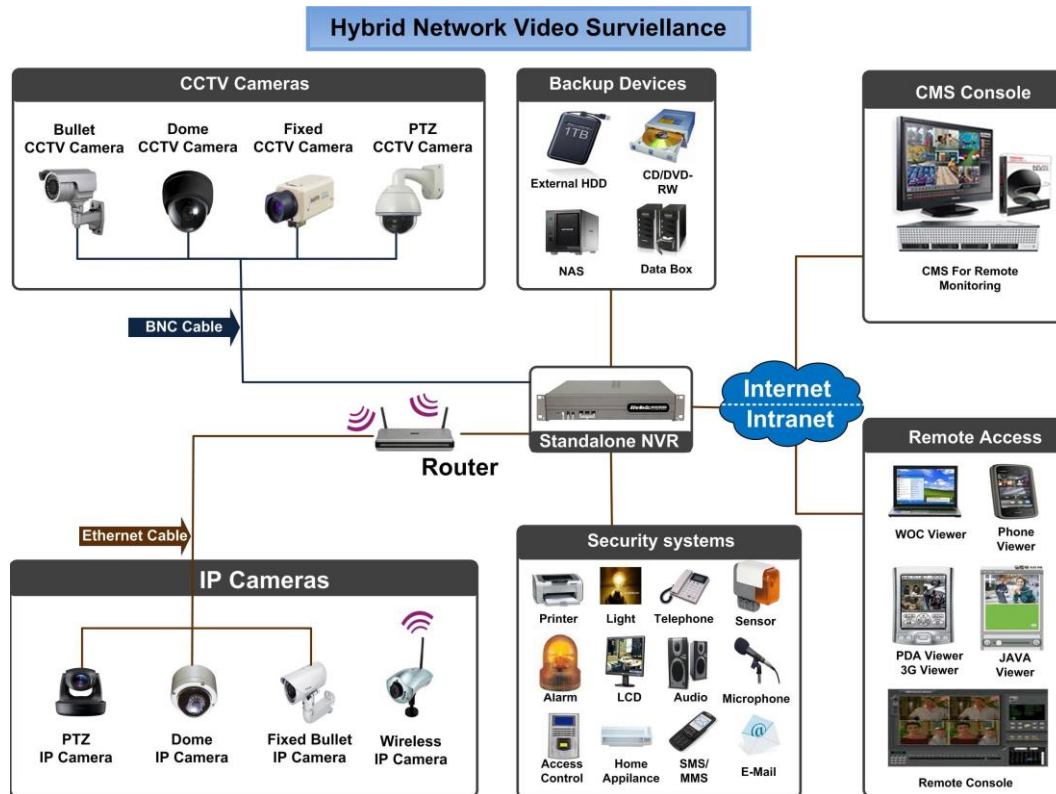 Hybrid Network Video Surviellance
CCTV Cameras
Bullet
CCTV Camera
Dome
CCTV Camera
Fixed
CCTV Camera
PTZ
CCTV Camera
BNC Cable
Backup Devices
1TB
External HDD
CD/DVD-
RW
NAS
Data Box
CMS Console
CMS For Remote
Monitoring
Internet
Intranet
Standalone NVR
Router
Ethernet Cable
IP Cameras
PTZ
IP Camera
Dome
IP Camera
Fixed Bullet
IP Camera
Wireless
IP Camera
Security systems
Printer
Light
Telephone
Sensor
Alarm
LCD
Audio
Microphone
Access
Control
Home
Appilance
SMS/
MMS
E-Mail
Remote Access
WOC Viewer
Phone
Viewer
PDA Viewer
3G Viewer
JAVA
Viewer
Remote Console